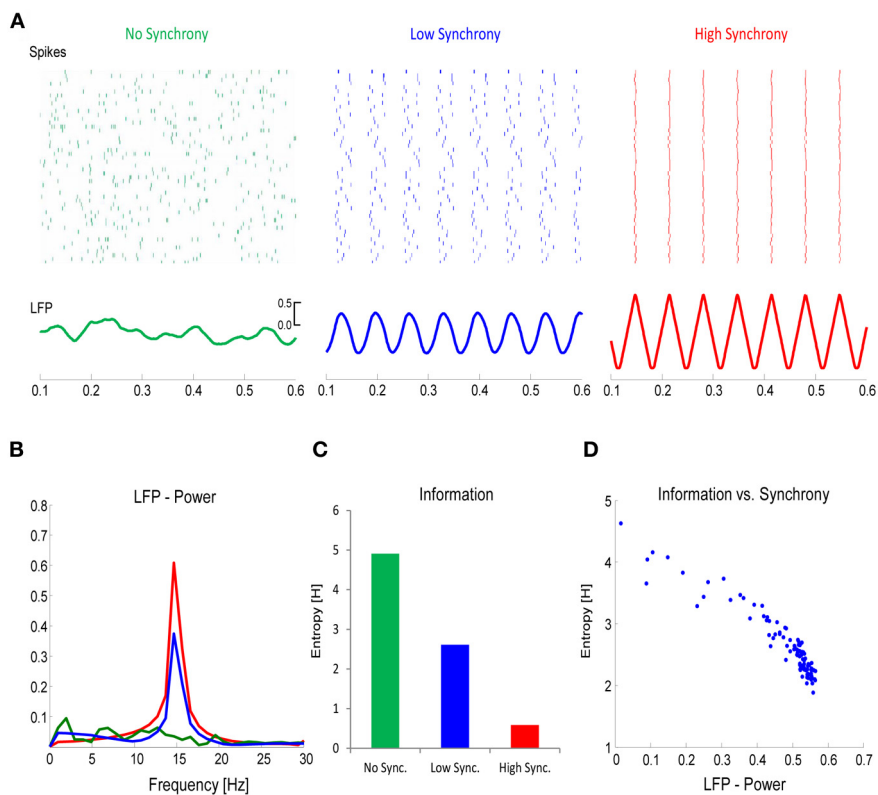 A
No Synchrony
Low Synchrony
High Synchrony
Spikes
LFP
0.5
0.0
0.1 0.2 0.3 0.4 0.5 0.6
0.1 0.2 0.3 0.4 0.5 0.6
0.1 0.2 0.3 0.4 0.5 0.6
B
LFP - Power
0.8
0.7
0.6
0.5
0.4
0.3
0.2
0.1
0 5 10 15 20 25 30
Frequency [Hz]
C
Information
Entropy [H]
6
5
4
3
2
1
0
No Sync. Low Sync. High Sync.
D
Information vs. Synchrony
Entropy [H]
5
4
3
2
1
0 0.1 0.2 0.3 0.4 0.5 0.6 0.7
LFP - Power